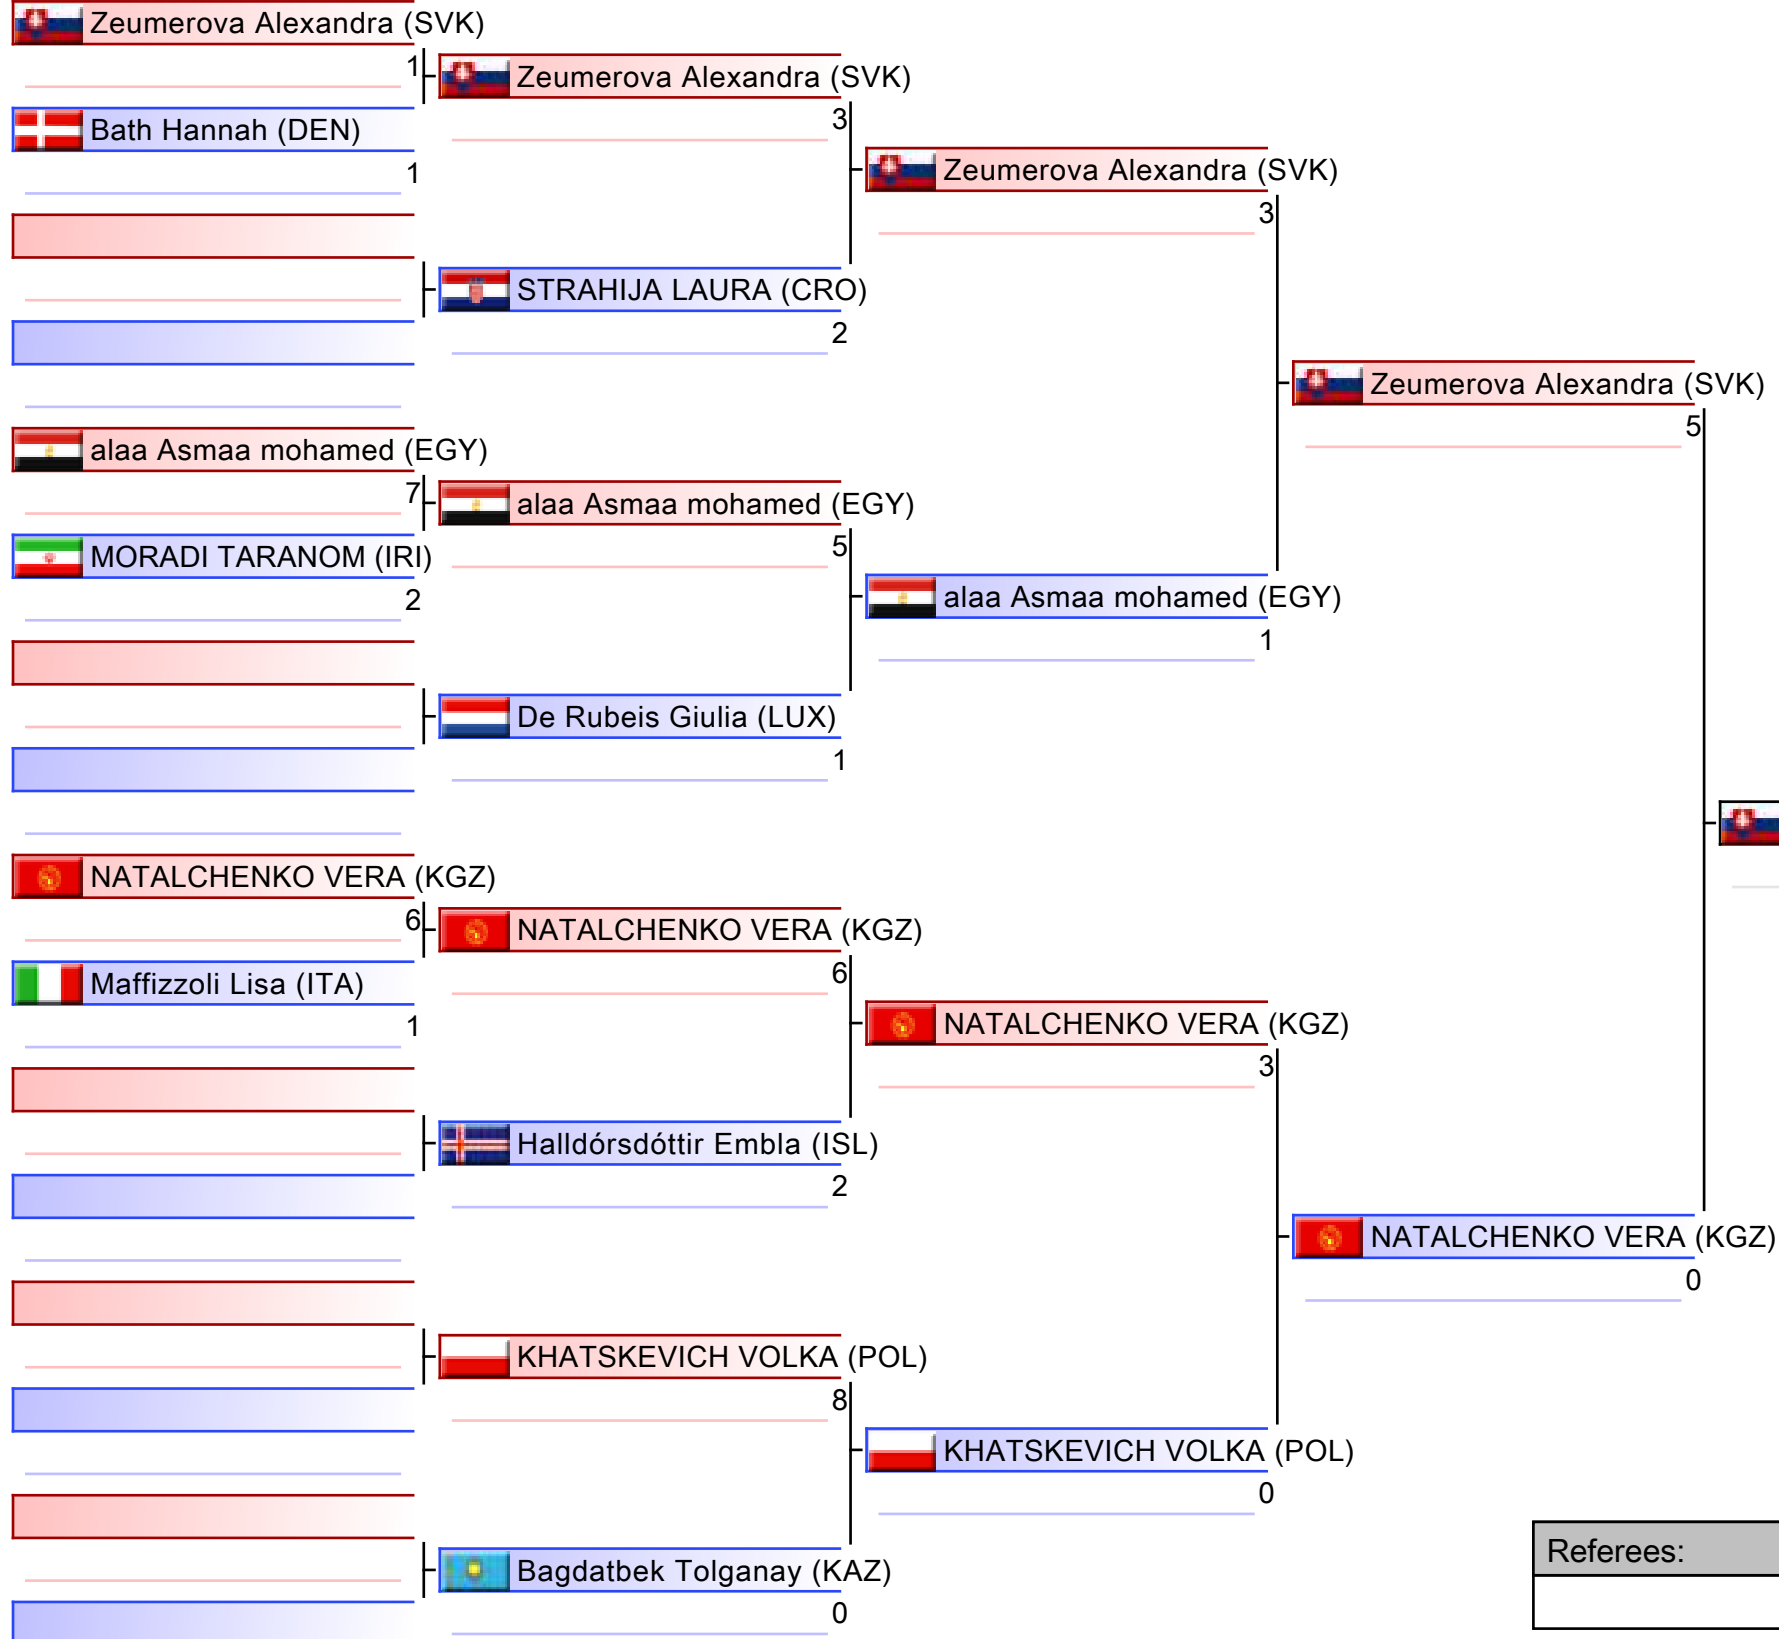 Zeumerova Alexandra (SVK)
1
Bath Hannah (DEN)
1
alaa Asmaa mohamed (EGY)
7
MORADI TARANOM (IRI)
2
NATALCHENKO VERA (KGZ)
6
Maffizzoli Lisa (ITA)
1
Zeumerova Alexandra (SVK)
3
STRAHIJA LAURA (CRO)
2
alaa Asmaa mohamed (EGY)
5
De Rubeis Giulia (LUX)
1
NATALCHENKO VERA (KGZ)
6
Halldórsdóttir Embla (ISL)
2
KHATSKEVICH VOLKA (POL)
8
Bagdatbek Tolganay (KAZ)
0
Zeumerova Alexandra (SVK)
3
alaa Asmaa mohamed (EGY)
1
NATALCHENKO VERA (KGZ)
3
KHATSKEVICH VOLKA (POL)
0
Zeumerova Alexandra (SVK)
5
NATALCHENKO VERA (KGZ)
0
Referees: